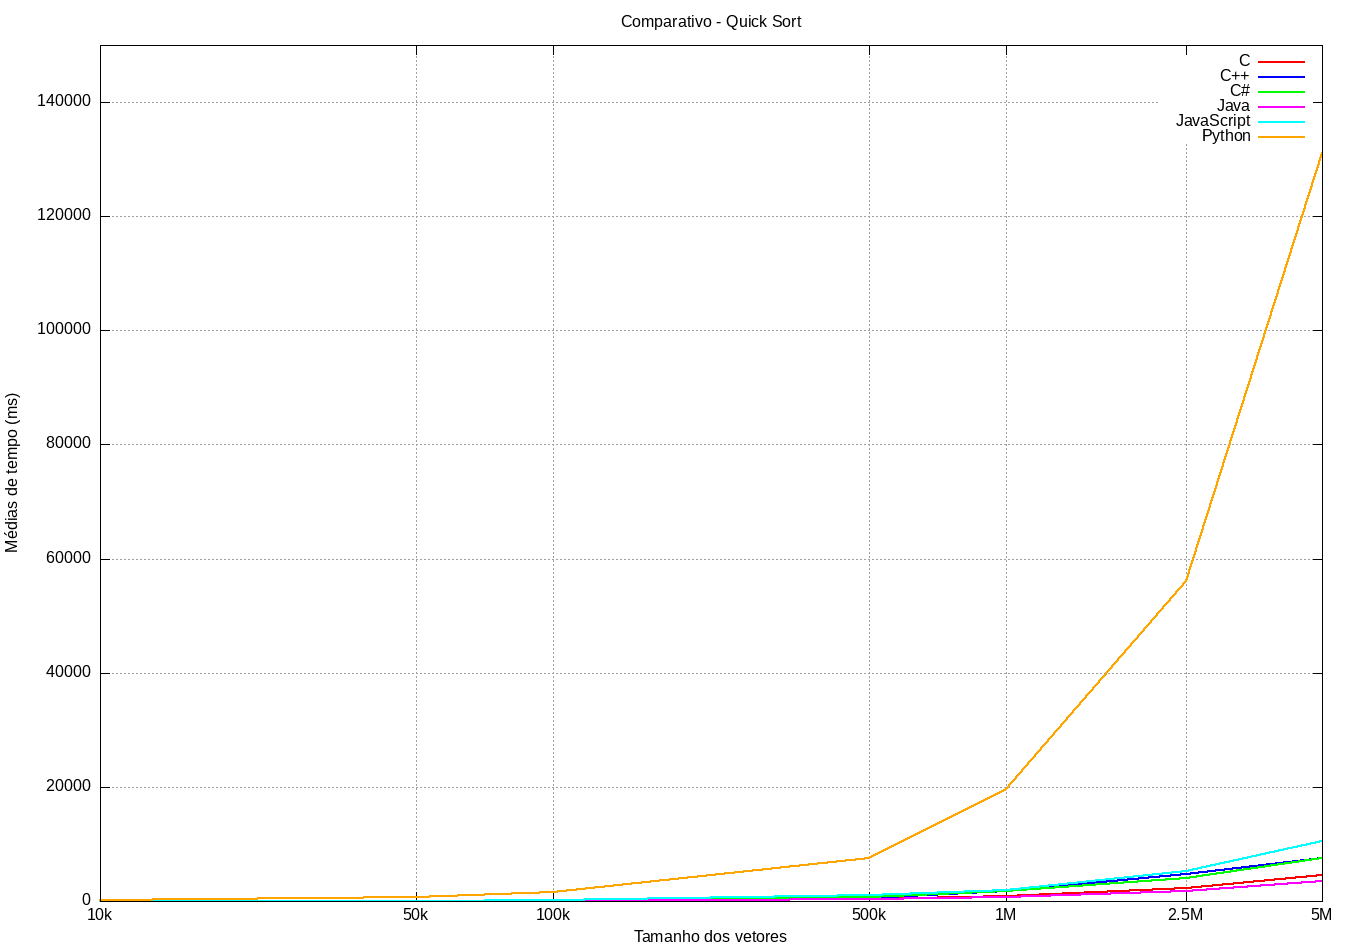 Comparativo - Quick Sort
C
C++
C#
Java
JavaScript
Python
140000
120000
100000
80000
60000
40000
20000
0
Médias de tempo (ms)
10k 50k 100k 500k 1M 2.5M 5M
Tamanho dos vetores